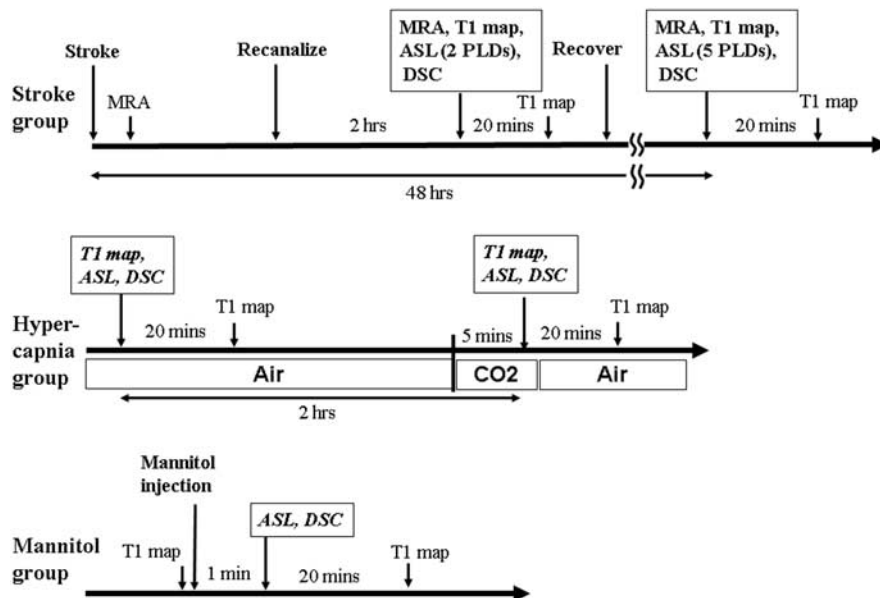 Stroke
Recanalize
MRA, T1 map,
ASL (2 PLDs),
DSC
Recover
MRA, T1 map,
ASL (5 PLDs),
DSC
Stroke
group
MRA
2 hrs
20 mins
T1 map
20 mins
T1 map
48 hrs
T1 map,
ASL, DSC
T1 map,
ASL, DSC
Hyper-
capnia
group
20 mins
T1 map
5 mins
20 mins
T1 map
Air
CO2
Air
2 hrs
Mannitol
injection
ASL, DSC
Mannitol
group
T1 map
1 min
20 mins
T1 map